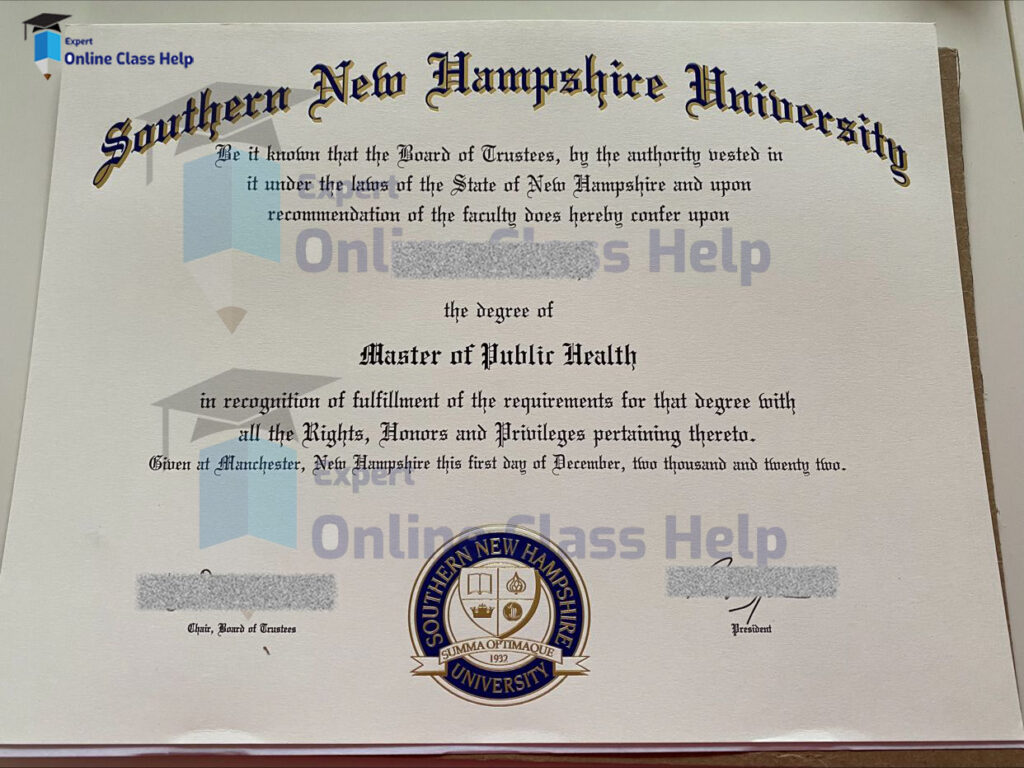 Expert
Online Class Help
Southern New Hampshire University
Be it known that the Board of Trustees, by the authority vested in
it under the laws of the State of New Hampshire and upon
Expert
recommendation of the faculty does hereby confer upon
Onli s Help
the degree of
Master of Public Health
in recognition of fulfillment of the requirements for that degree with
all the Rights, Honors and Privileges pertaining thereto.
Given at Manchester, New Hampshire this first day of December, two thousand and twenty two.
Expert
Online Class Help
SOUTHERN NEW HAMPSHIRE
SUMMA OPTIMAQUE
1932
UNIVERSITY
Chair, Board of Trustees
President